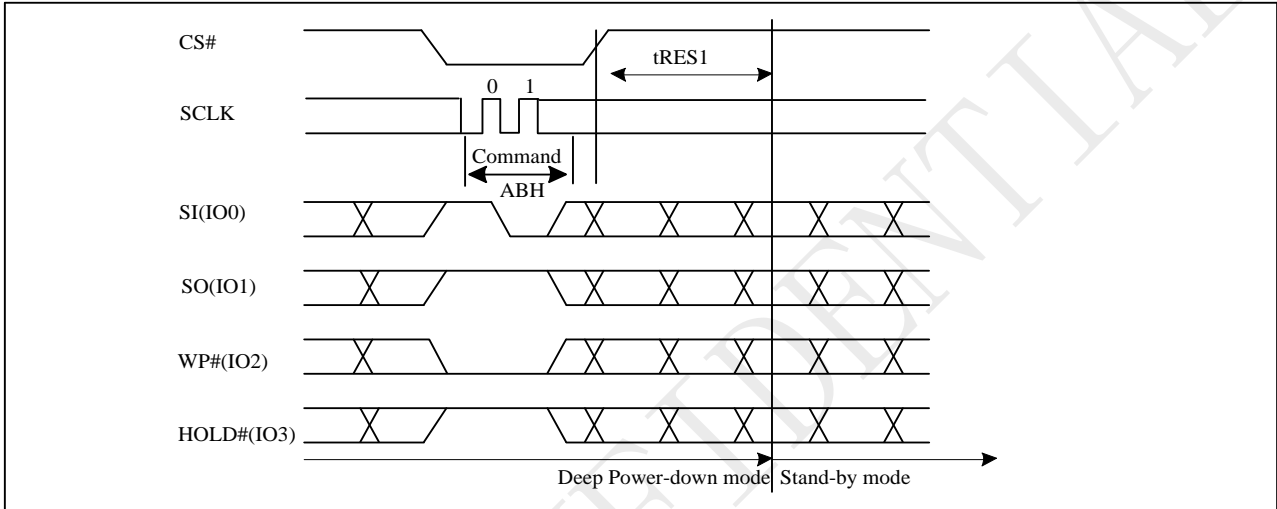 CS#
tRES1
0 1
SCLK
Command
ABH
SI(IO0)
SO(IO1)
WP#(IO2)
HOLD#(IO3)
Deep Power-down mode Stand-by mode